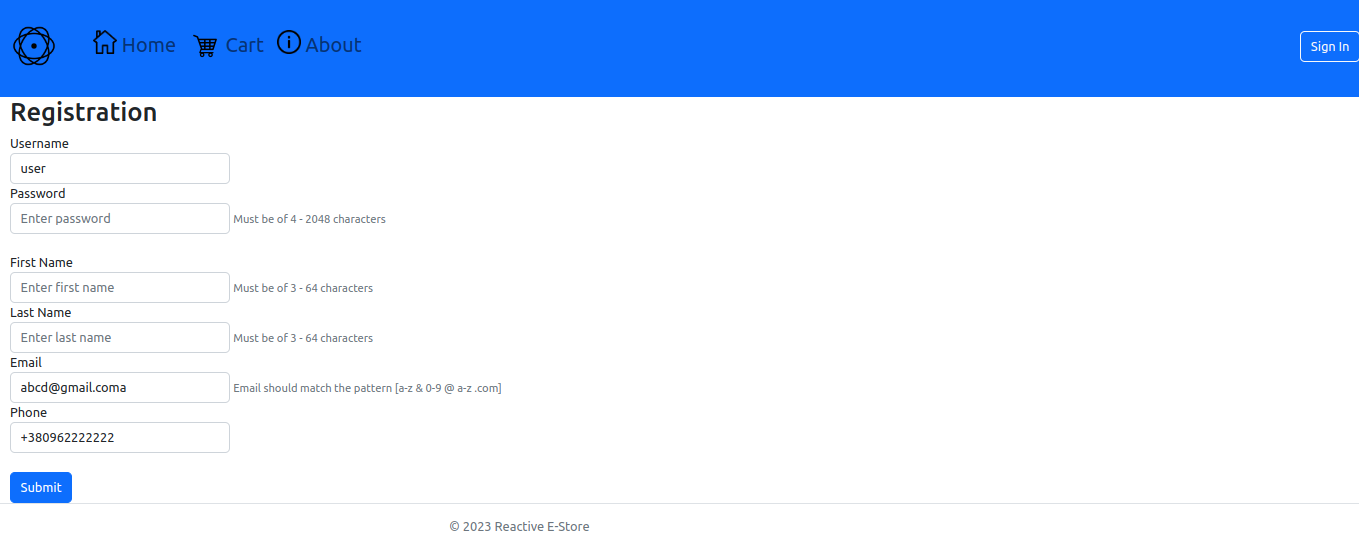 Home Cart About Sign In
Registration
Username
user
Password
Enter password Must be of 4 - 2048 characters
First Name
Enter first name Must be of 3 - 64 characters
Last Name
Enter last name Must be of 3 - 64 characters
Email
abcd@gmail.coma Email should match the pattern [a-z & 0-9 @ a-z .com]
Phone
+380962222222
Submit
© 2023 Reactive E-Store